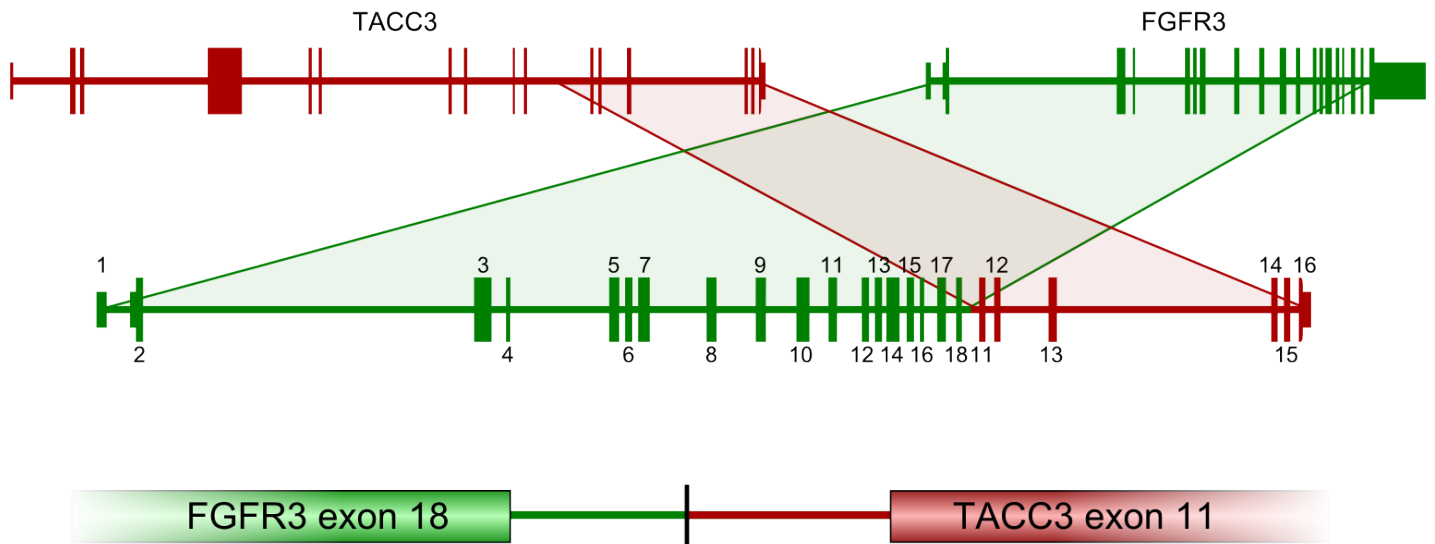 TACC3 FGFR3
1 3 5 7 9 11 13 15 17 12 14 16
2 4 6 8 10 12 14 16 18 11 13 15
FGFR3 exon 18 TACC3 exon 11